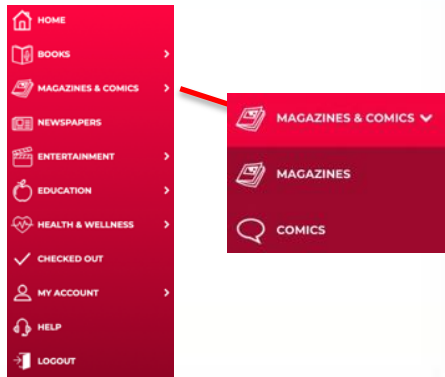 HOME
BOOKS
MAGAZINES & COMICS
NEWSPAPERS
ENTERTAINMENT
EDUCATION
HEALTH & WELLNESS
CHECKED OUT
MY ACCOUNT
HELP
LOGOUT
MAGAZINES & COMICS
MAGAZINES
COMICS